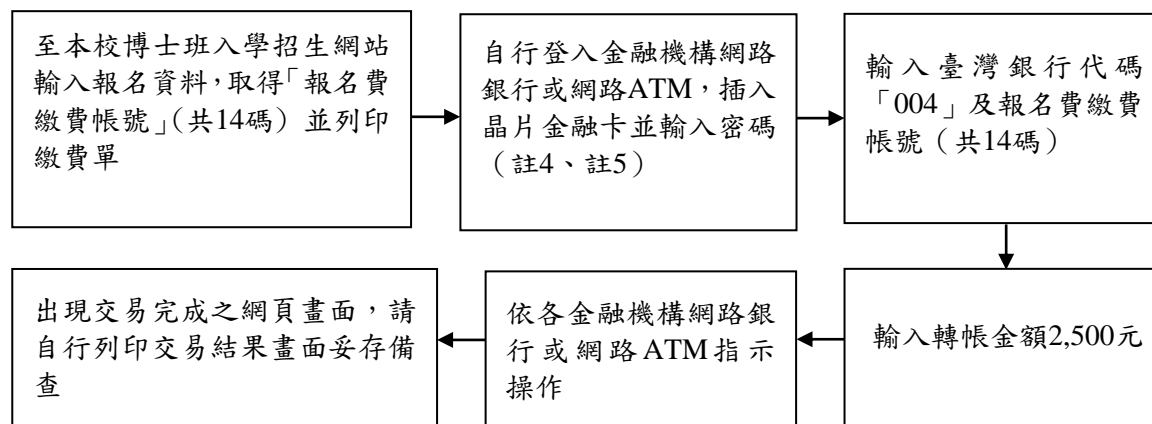 至本校博士班入學招生網站
輸入報名資料，取得「報名費
繳費帳號」（共14碼）並列印
繳費單
自行登入金融機構網路
銀行或網路ATM，插入
晶片金融卡並輸入密碼
（註4、註5）
輸入臺灣銀行代碼
「004」及報名費繳費
帳號（共14碼）
輸入轉帳金額2,500元
依各金融機構網路銀
行或網路ATM指示
操作
出現交易完成之網頁畫面，請
自行列印交易結果畫面妥存備
查